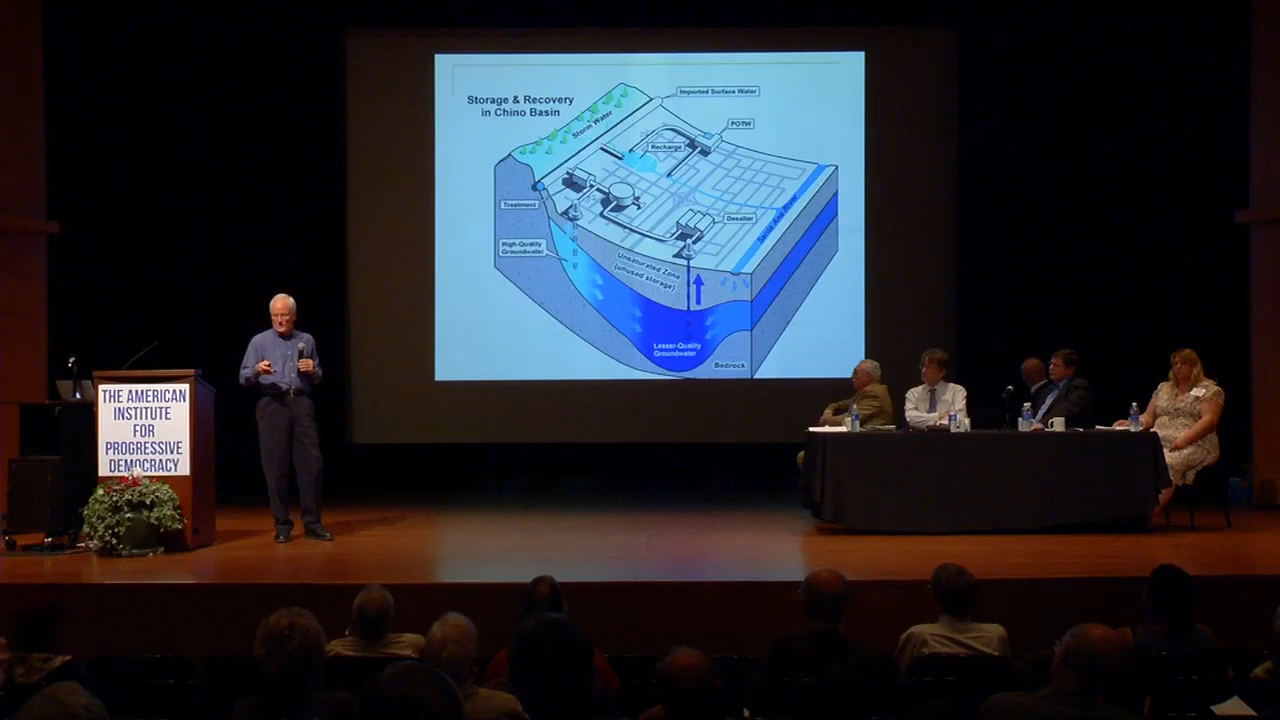 Storage & Recovery
in Chino Basin
Imported Surface Water
Storm Water
POTW
Recharge
Treatment
Desalter
Santa Ana River
High-Quality
Groundwater
Unsaturated Zone
(unused storage)
Lesser-Quality
Groundwater
Bedrock
THE AMERICAN
INSTITUTE
FOR
PROGRESSIVE
DEMOCRACY